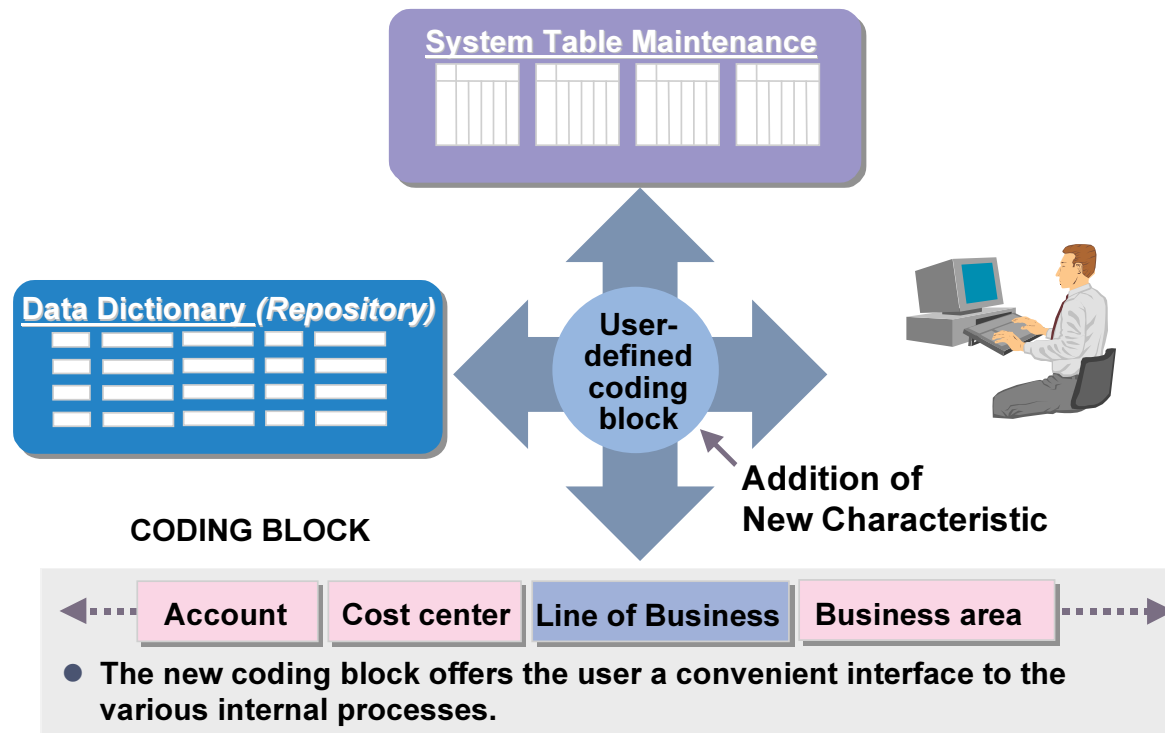 System Table Maintenance
Data Dictionary (Repository)
User-
defined
coding
block
Addition of
New Characteristic
CODING BLOCK
Account
Cost center
Line of Business
Business area
The new coding block offers the user a convenient interface to the
various internal processes.